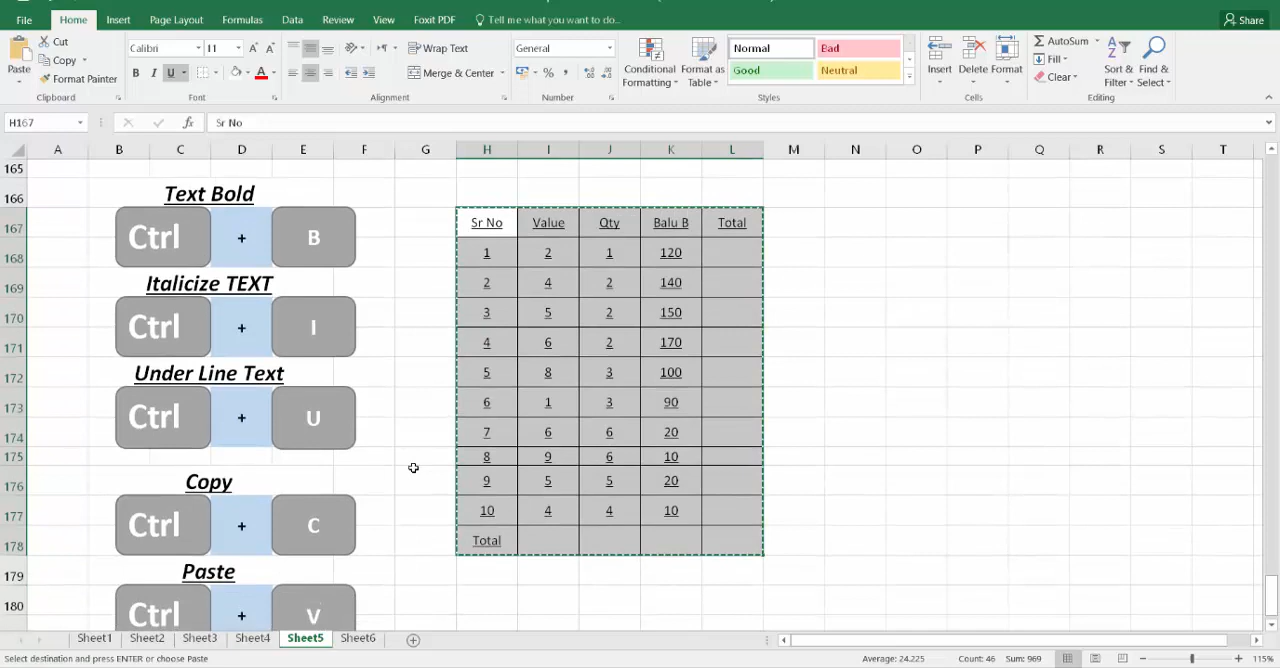 File Home Insert Page Layout Formulas Data Review View Foxit PDF Tell me what you want to do... Share
Cut
Copy
Format Painter
Paste
Clipboard
Calibri 11
B I U
Font
Wrap Text
Merge & Center
Alignment
General
%
Number
Conditional Formatting
Format as Table
Normal Bad
Good Neutral
Styles
Insert Delete Format
Cells
AutoSum
Fill
Clear
Sort & Filter
Find & Select
Editing
H167 fx Sr No
A B C D E F G H I J K L M N O P Q R S T
165
166
167
168
169
170
171
172
173
174
175
176
177
178
179
180
Text Bold
Ctrl + B
Italicize TEXT
Ctrl + I
Under Line Text
Ctrl + U
Copy
Ctrl + C
Paste
Ctrl + V
Sr No Value Qty Balu B Total
1 2 1 120
2 4 2 140
3 5 2 150
4 6 2 170
5 8 3 100
6 1 3 90
7 6 6 20
8 9 6 10
9 5 5 20
10 4 4 10
Total
Sheet1 Sheet2 Sheet3 Sheet4 Sheet5 Sheet6
Select destination and press ENTER or choose Paste Average: 24.225 Count: 46 Sum: 969 115%